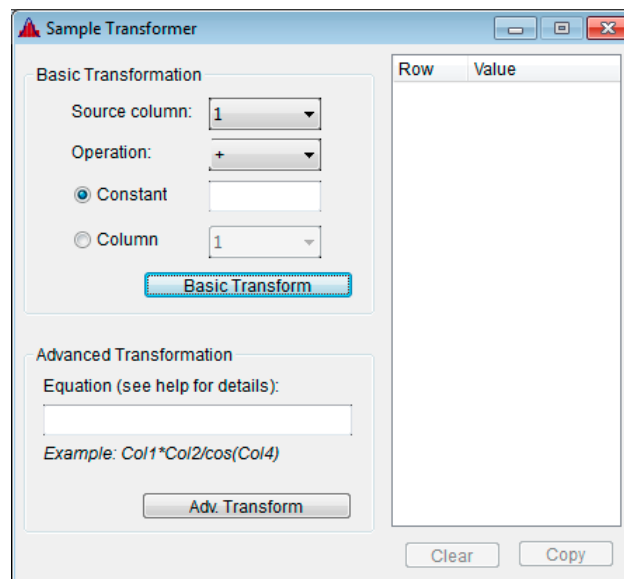 Sample Transformer
Basic Transformation
Source column: 1
Operation: +
Constant
Column 1
Basic Transform
Advanced Transformation
Equation (see help for details):
Example: Col1*Col2/cos(Col4)
Adv. Transform
Row Value
Clear Copy